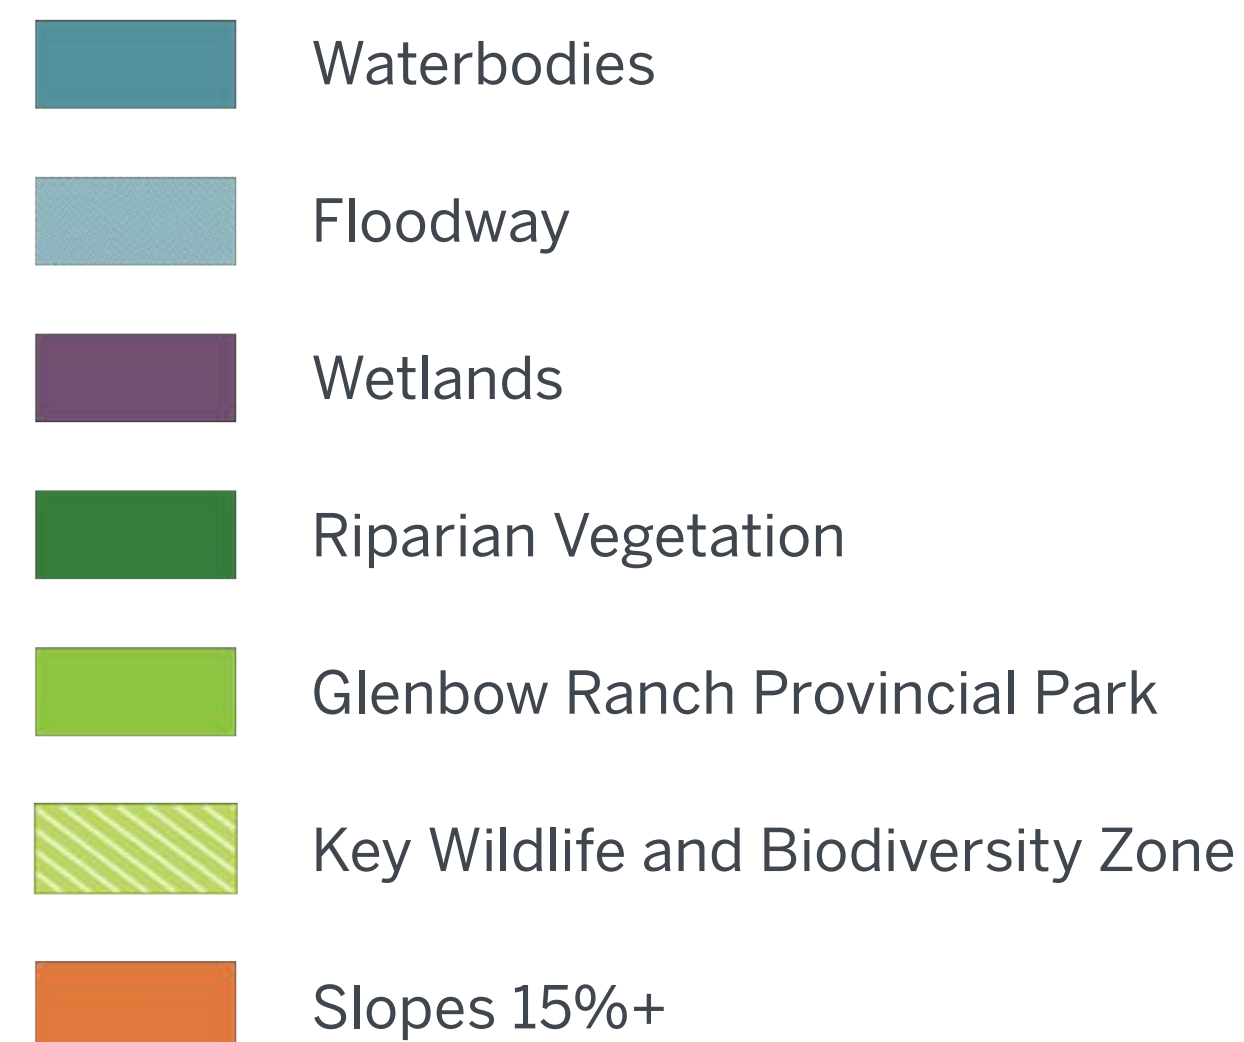 Waterbodies
Floodway
Wetlands
Riparian Vegetation
Glenbow Ranch Provincial Park
Key Wildlife and Biodiversity Zone
Slopes 15%+